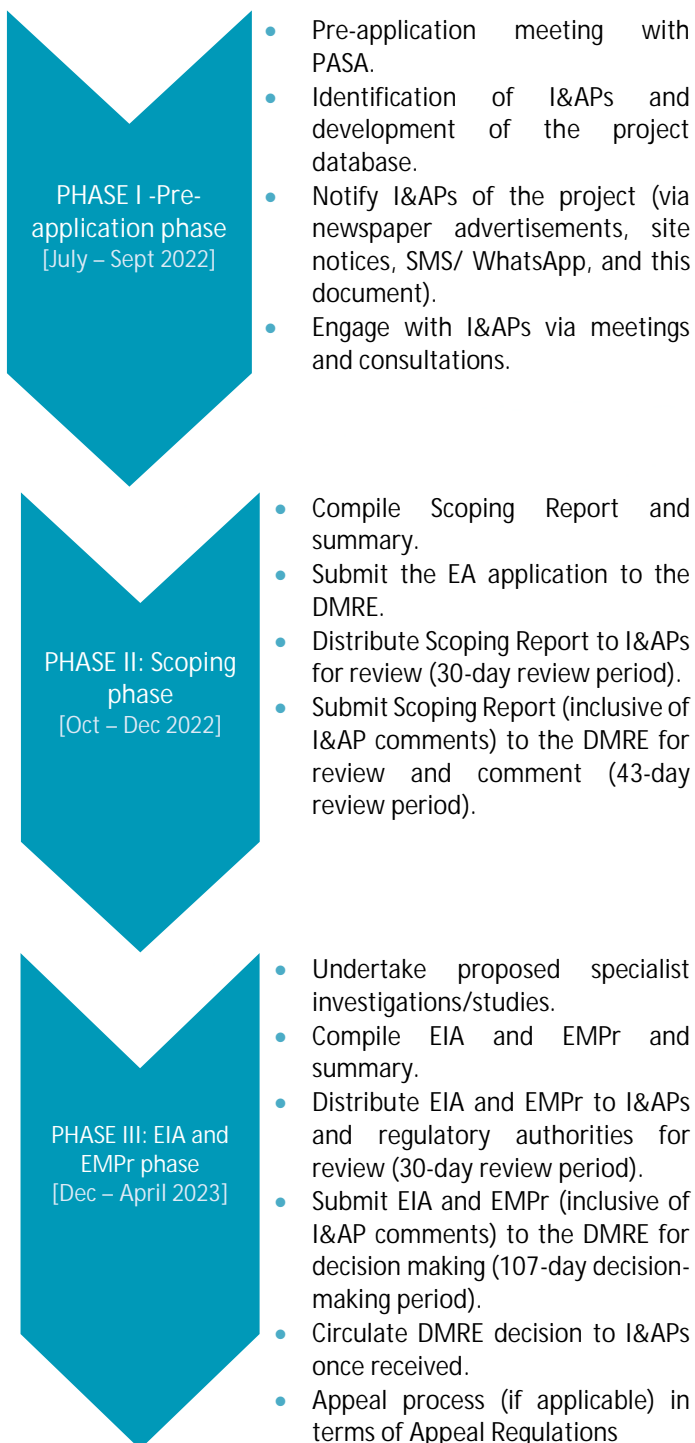 PHASE I -Pre-
application phase
[July – Sept 2022]
• Pre-application meeting with
PASA.
• Identification of I&APs and
development of the project
database.
• Notify I&APs of the project (via
newspaper advertisements, site
notices, SMS/ WhatsApp, and this
document).
• Engage with I&APs via meetings
and consultations.
PHASE II: Scoping
phase
[Oct – Dec 2022]
• Compile Scoping Report and
summary.
• Submit the EA application to the
DMRE.
• Distribute Scoping Report to I&APs
for review (30-day review period).
• Submit Scoping Report (inclusive of
I&AP comments) to the DMRE for
review and comment (43-day
review period).
PHASE III: EIA and
EMPr phase
[Dec – April 2023]
• Undertake proposed specialist
investigations/studies.
• Compile EIA and EMPr and
summary.
• Distribute EIA and EMPr to I&APs
and regulatory authorities for
review (30-day review period).
• Submit EIA and EMPr (inclusive of
I&AP comments) to the DMRE for
decision making (107-day decision-
making period).
• Circulate DMRE decision to I&APs
once received.
• Appeal process (if applicable) in
terms of Appeal Regulations